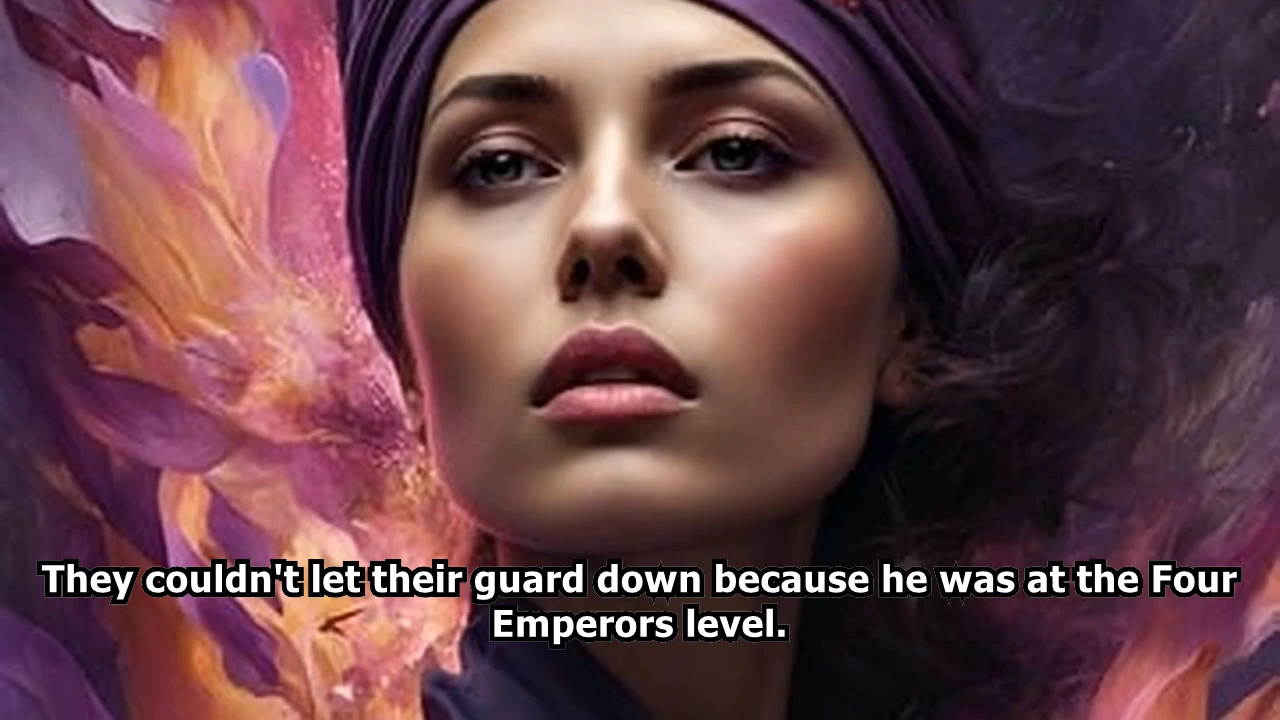 They couldn't let their guard down because he was at the Four
Emperors level.